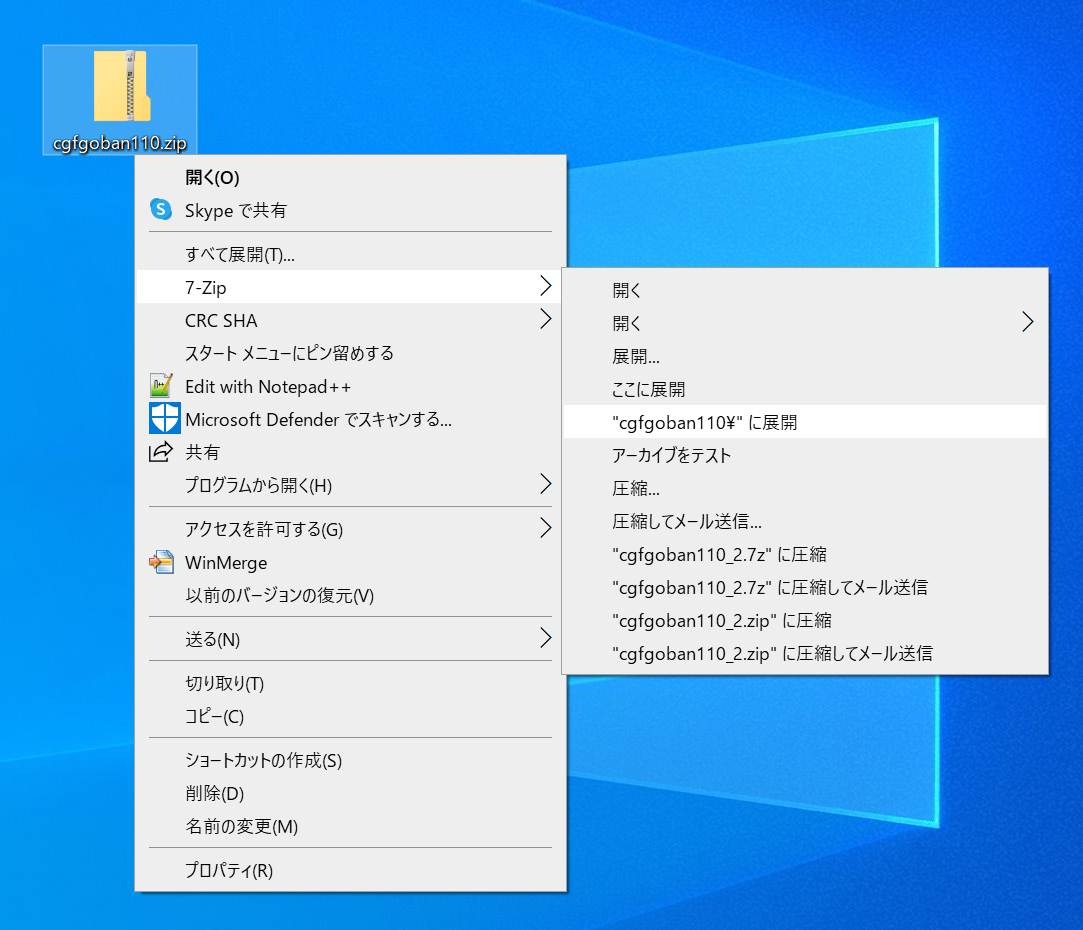 cgfgoban110.zip
開く(O)
Skype で共有
すべて展開(T)...
7-Zip
CRC SHA
スタート メニューにピン留めする
Edit with Notepad++
Microsoft Defender でスキャンする...
共有
プログラムから開く(H)
アクセスを許可する(G)
WinMerge
以前のバージョンの復元(V)
送る(N)
切り取り(T)
コピー(C)
ショートカットの作成(S)
削除(D)
名前の変更(M)
プロパティ(R)
開く
開く
展開...
ここに展開
"cgfgoban110¥" に展開
アーカイブをテスト
圧縮...
圧縮してメール送信...
"cgfgoban110_2.7z" に圧縮
"cgfgoban110_2.7z" に圧縮してメール送信
"cgfgoban110_2.zip" に圧縮
"cgfgoban110_2.zip" に圧縮してメール送信